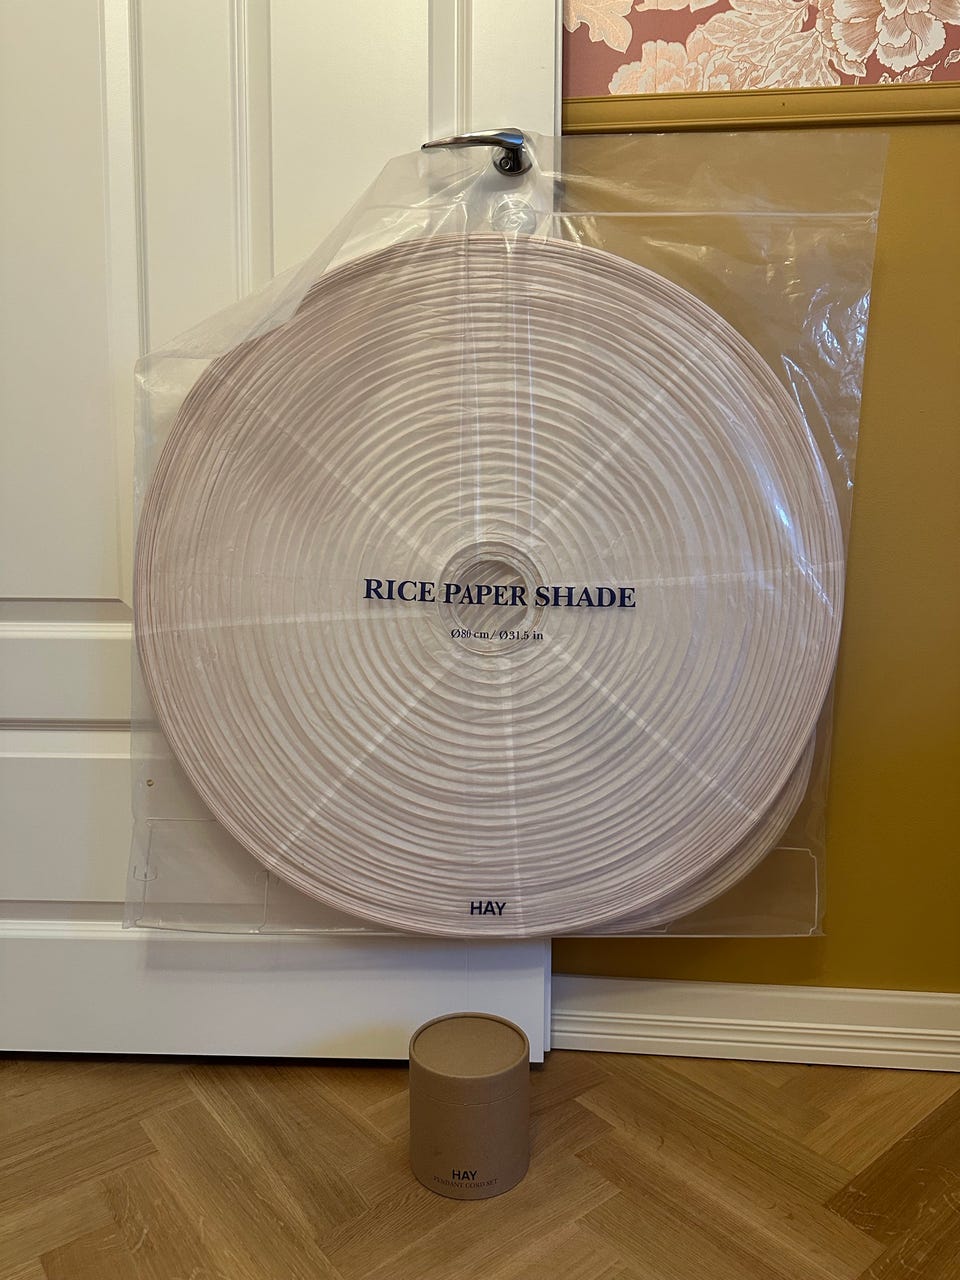 RICE PAPER SHADE
Ø80 cm / Ø31.5 in
HAY
HAY
PENDANT CORD SET